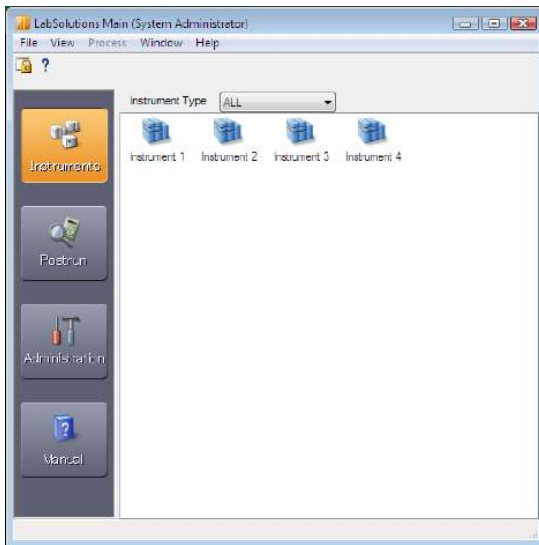 LabSolutions Main (System Administrator)
File View Process Window Help
?
Instrument Type ALL
Instruments
Instrument 1 Instrument 2 Instrument 3 Instrument 4
Postrun
Administration
?
Manual